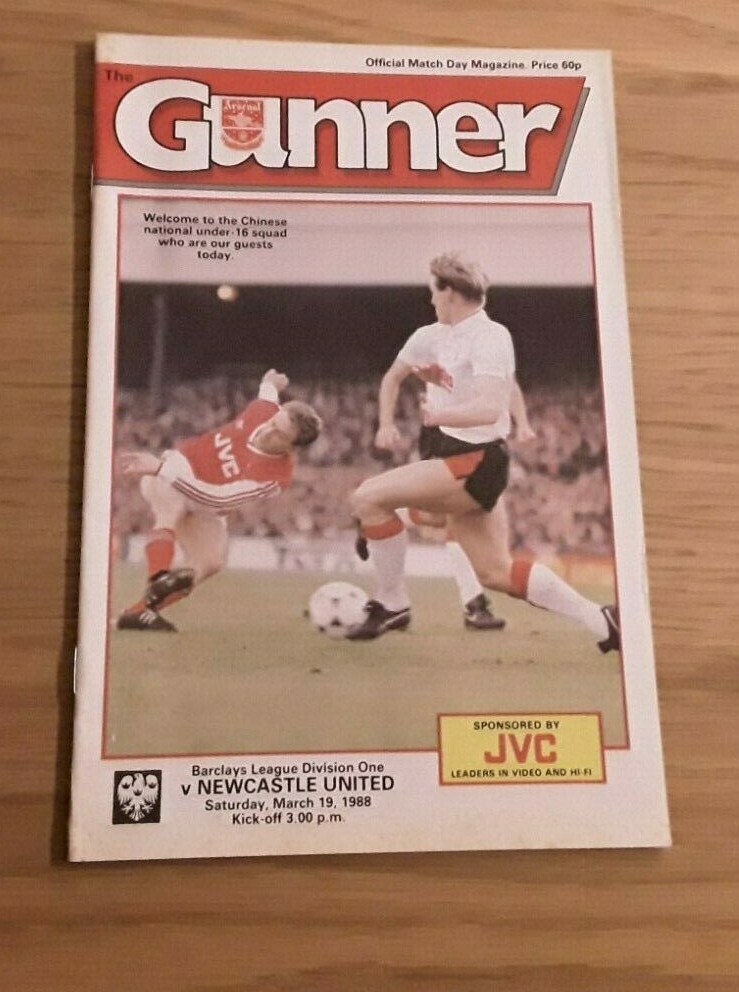 Official Match Day Magazine. Price 60p
The
Gunner
Arsenal
Welcome to the Chinese
national under-16 squad
who are our guests
today.
JVC
SPONSORED BY
JVC
LEADERS IN VIDEO AND HI-FI
Barclays League Division One
v NEWCASTLE UNITED
Saturday, March 19, 1988
Kick-off 3.00 p.m.